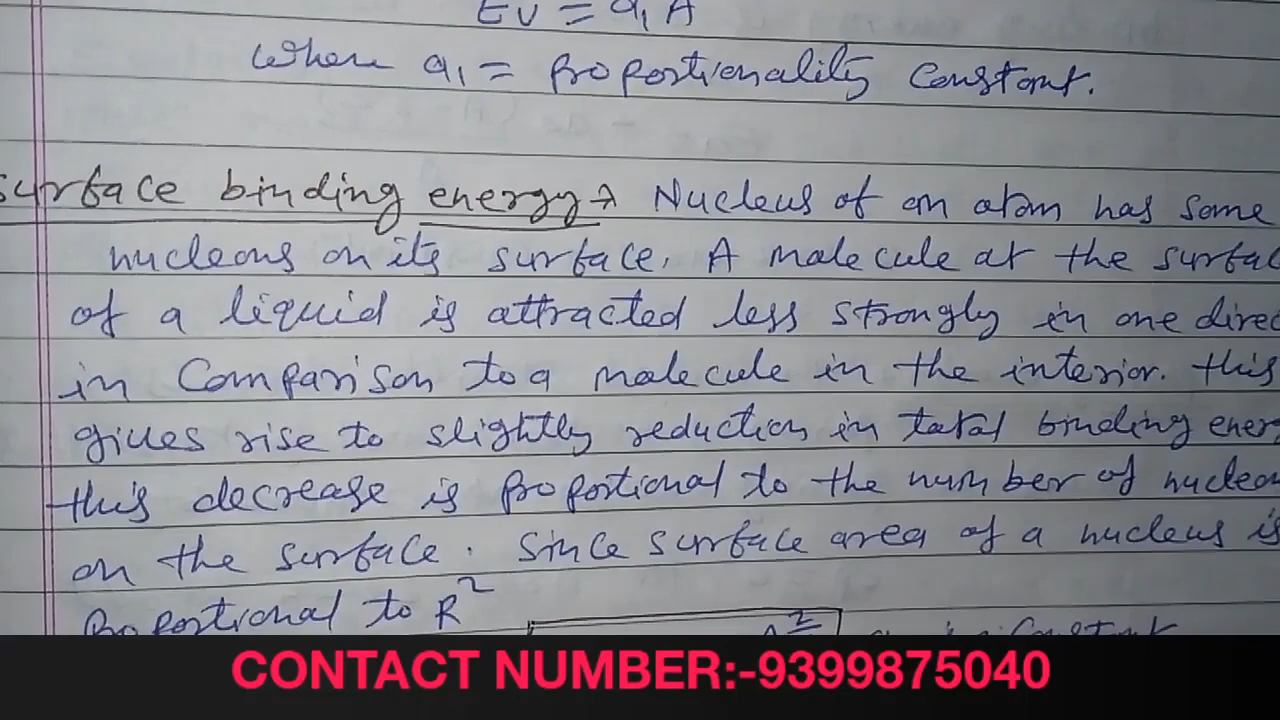 Ev = a₁ A
Where a₁ = Proportionality Constant.
Surface binding energy → Nucleus of an atom has some
nucleons on its surface. A molecule at the surfac
of a liquid is attracted less strongly in one direc
in Comparison to a molecule in the interior. this
gives rise to slightly reduction in total binding ener
this decrease is Proportional to the number of nucleon
on the surface. Since surface area of a nucleus is
Proportional to R²
Constant
CONTACT NUMBER:-9399875040